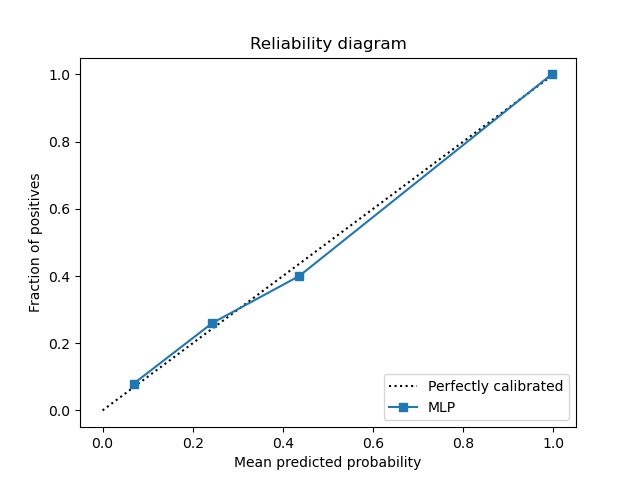 Reliability diagram
1.0
0.8
0.6
0.4
0.2
0.0
Fraction of positives
Perfectly calibrated
MLP
0.0 0.2 0.4 0.6 0.8 1.0
Mean predicted probability